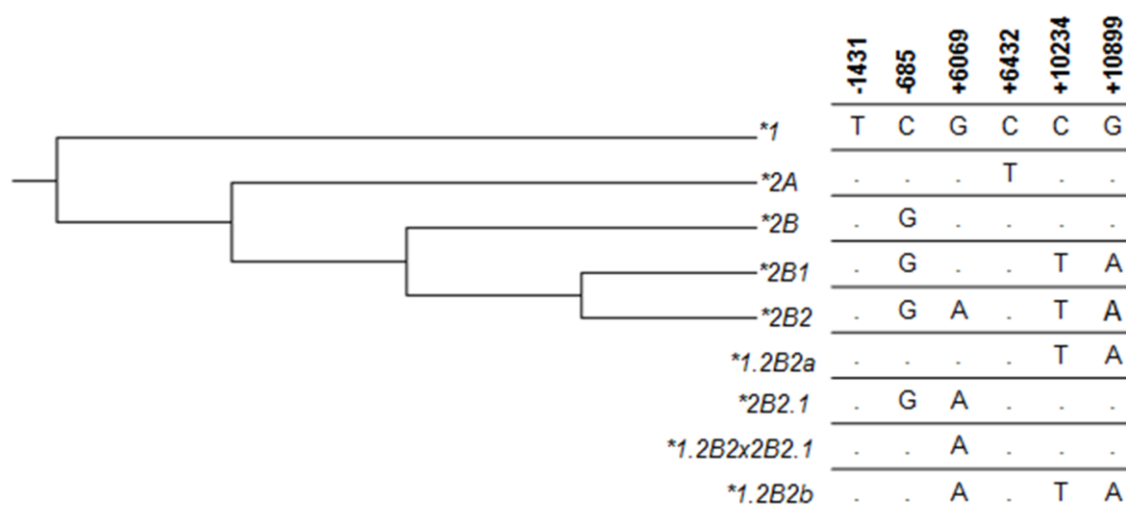 -1431 -685 +6069 +6432 +10234 +10899
*1 T C G C C G
*2A . . . T . .
*2B . G . . . .
*2B1 . G . . T A
*2B2 . G A . T A
*1.2B2a . . . . T A
*2B2.1 . G A . . .
*1.2B2x2B2.1 . . A . . .
*1.2B2b . . A . T A